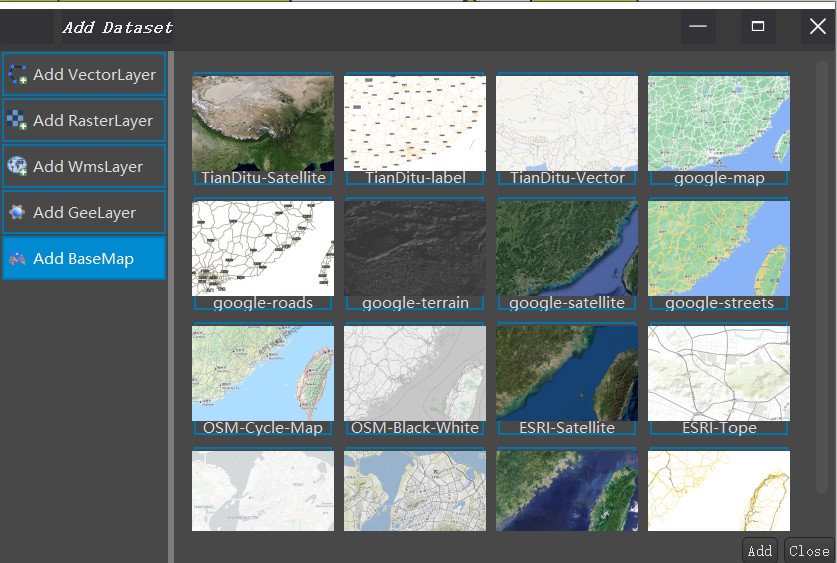 Add Dataset
Add VectorLayer
Add RasterLayer
Add WmsLayer
Add GeeLayer
Add BaseMap
TianDitu-Satellite
TianDitu-label
TianDitu-Vector
google-map
google-roads
google-terrain
google-satellite
google-streets
OSM-Cycle-Map
OSM-Black-White
ESRI-Satellite
ESRI-Tope
Add
Close